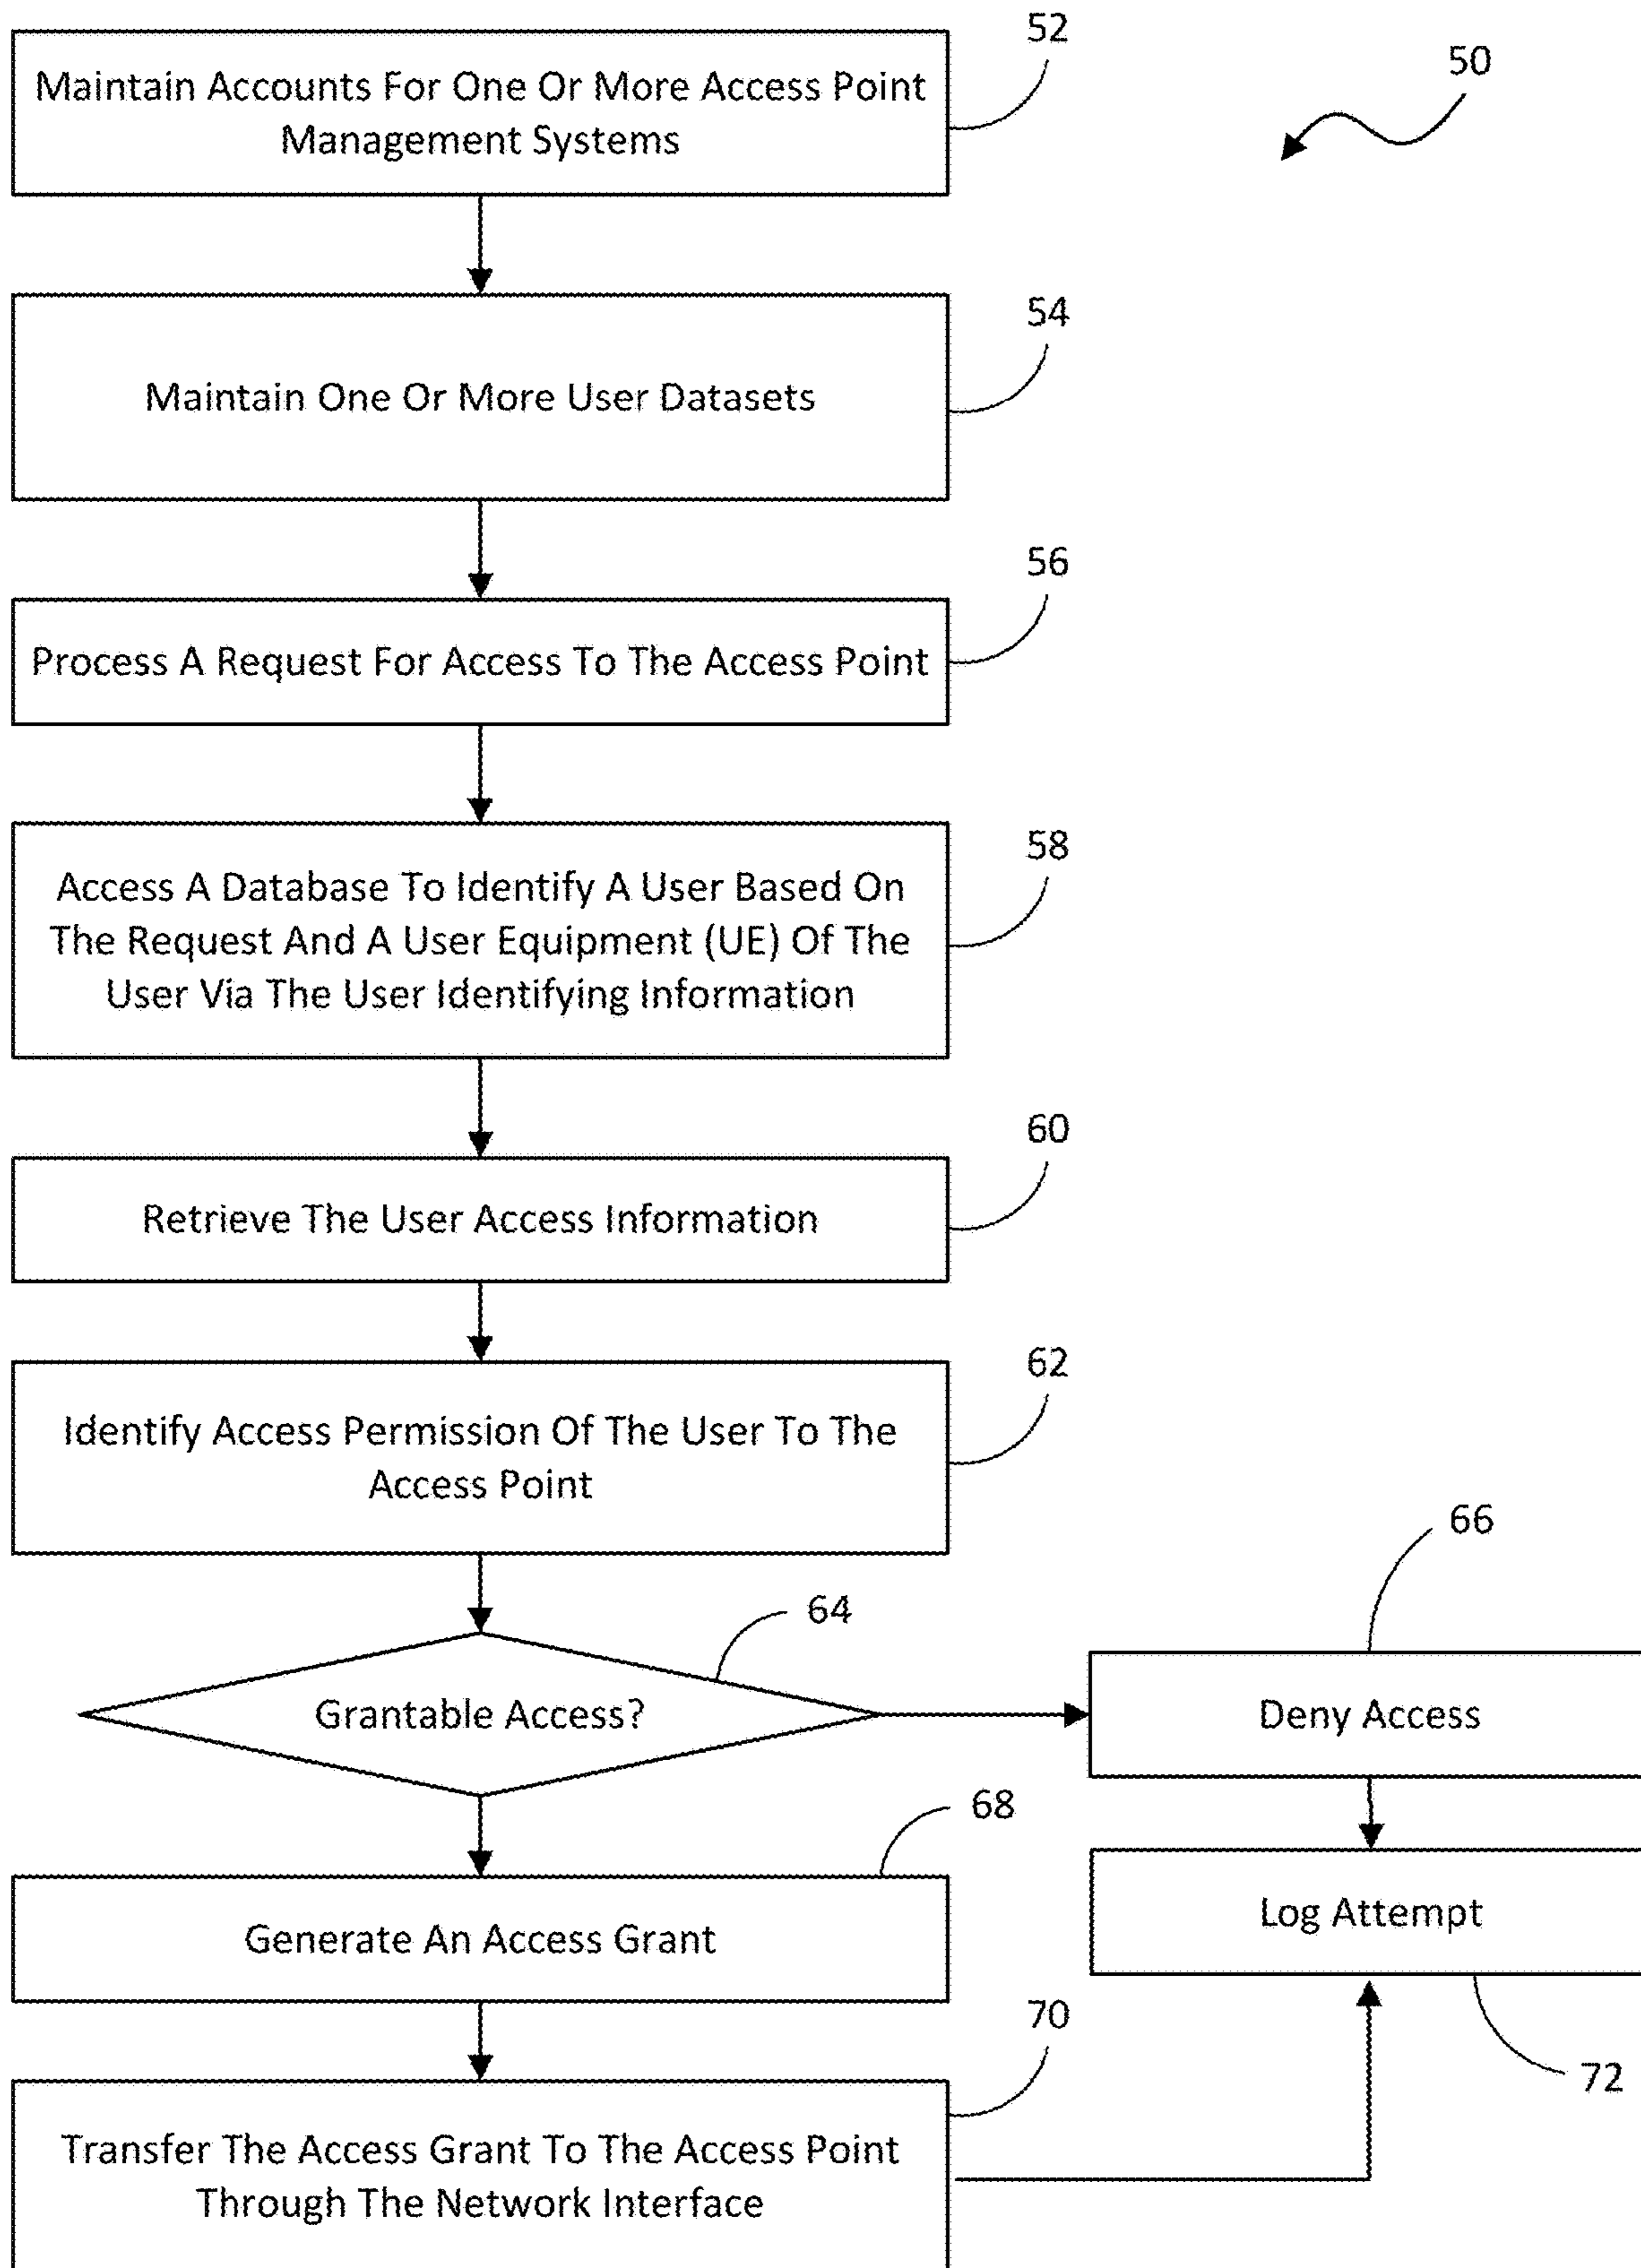 52
50
Maintain Accounts For One Or More Access Point
Management Systems
54
Maintain One Or More User Datasets
56
Process A Request For Access To The Access Point
58
Access A Database To Identify A User Based On
The Request And A User Equipment (UE) Of The
User Via The User Identifying Information
60
Retrieve The User Access Information
62
Identify Access Permission Of The User To The
Access Point
66
64
Grantable Access?
Deny Access
68
Log Attempt
Generate An Access Grant
70
72
Transfer The Access Grant To The Access Point
Through The Network Interface